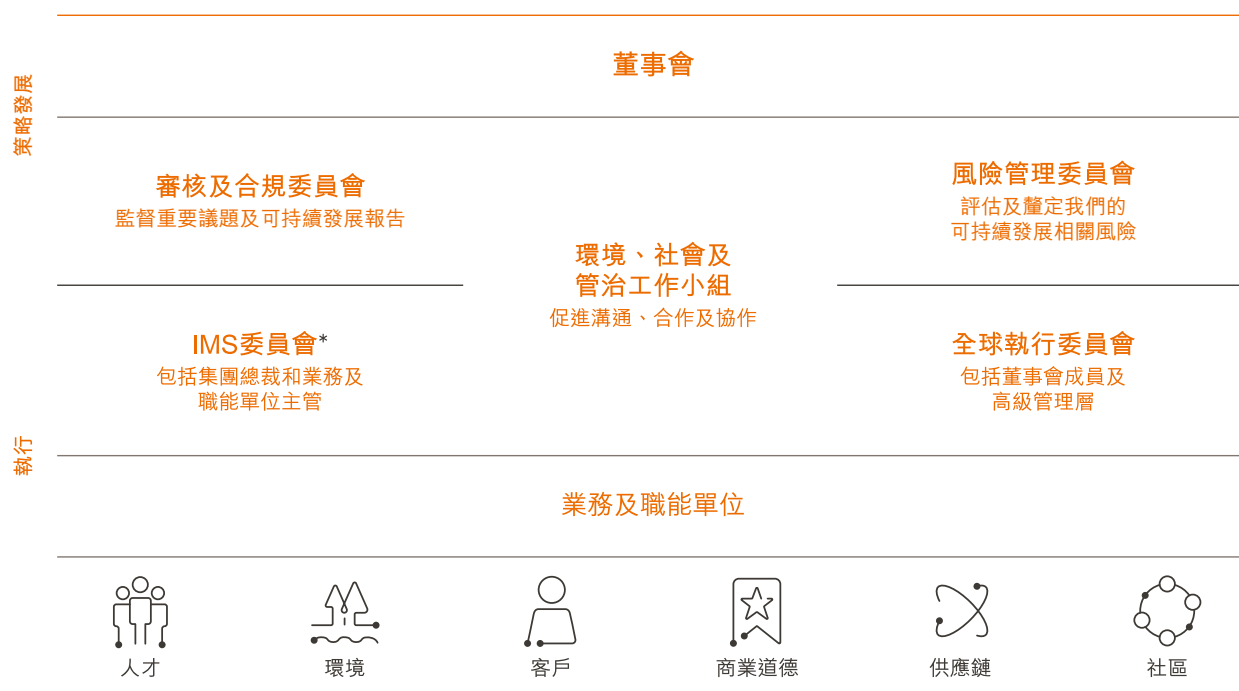 策略發展
董事會
審核及合規委員會
監督重要議題及可持續發展報告
風險管理委員會
評估及釐定我們的
可持續發展相關風險
環境、社會及
管治工作小組
促進溝通、合作及協作
執行
IMS委員會*
包括集團總裁和業務及
職能單位主管
全球執行委員會
包括董事會成員及
高級管理層
業務及職能單位
人才
環境
客戶
商業道德
供應鏈
社區